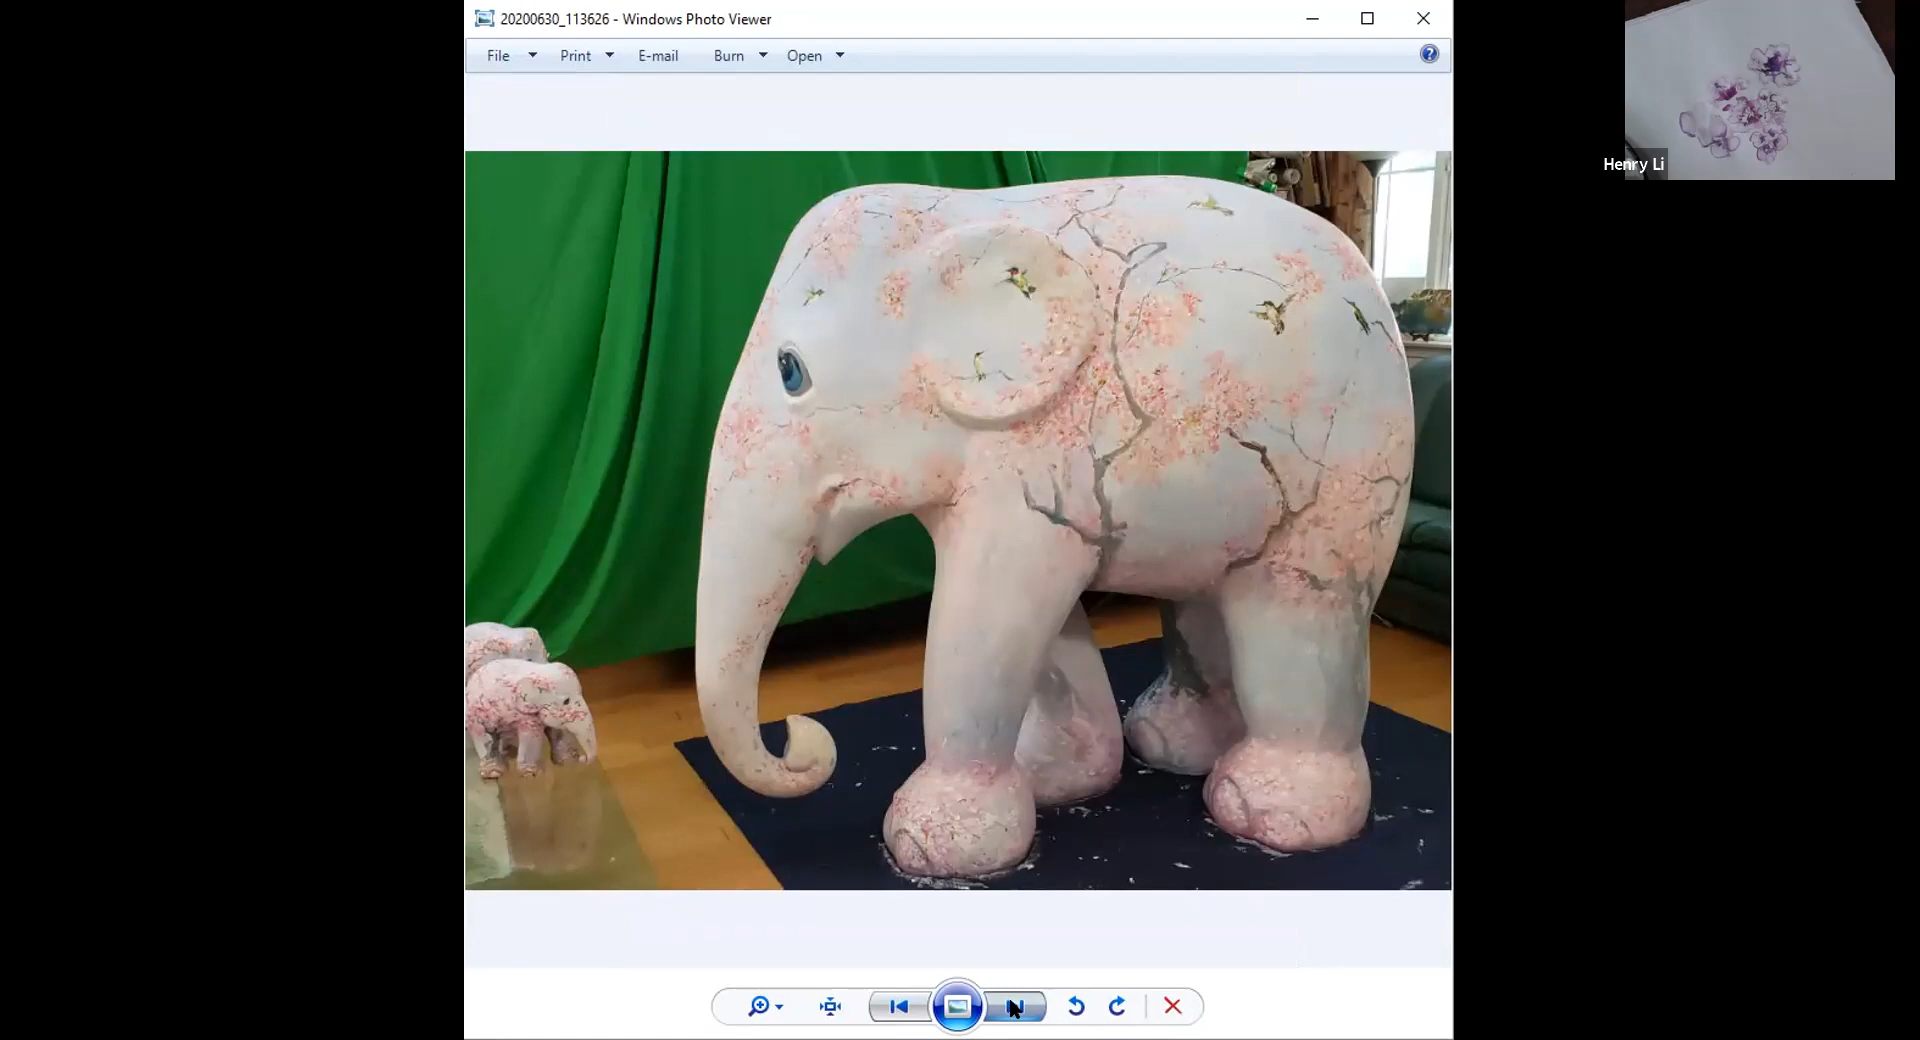 20200630_113626 - Windows Photo Viewer
File Print E-mail Burn Open
Henry Li